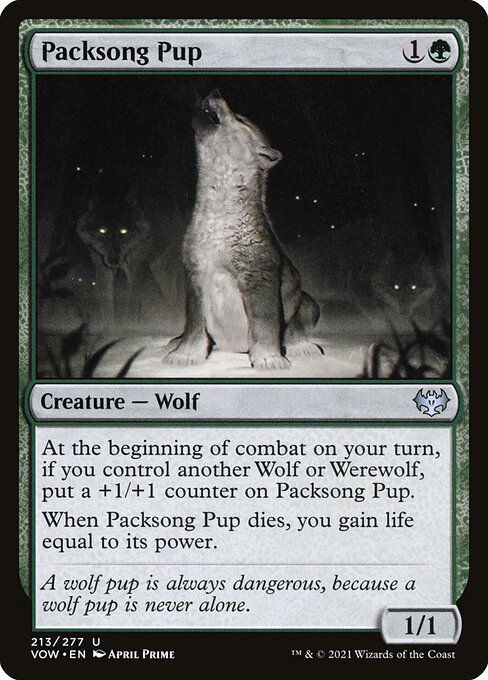 Packsong Pup 1
Creature — Wolf
At the beginning of combat on your turn,
if you control another Wolf or Werewolf,
put a +1/+1 counter on Packsong Pup.
When Packsong Pup dies, you gain life
equal to its power.
A wolf pup is always dangerous, because a
wolf pup is never alone.
1/1
213/277 U
VOW • EN April Prime
™ & © 2021 Wizards of the Coast